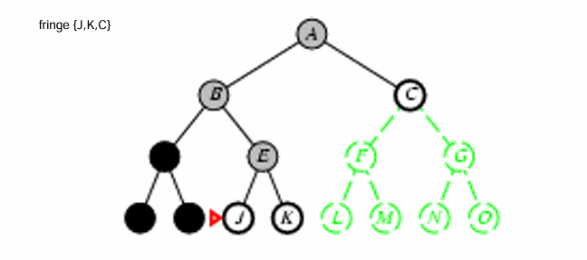 fringe {J,K,C}
A
B C
E F G
J K L M N O